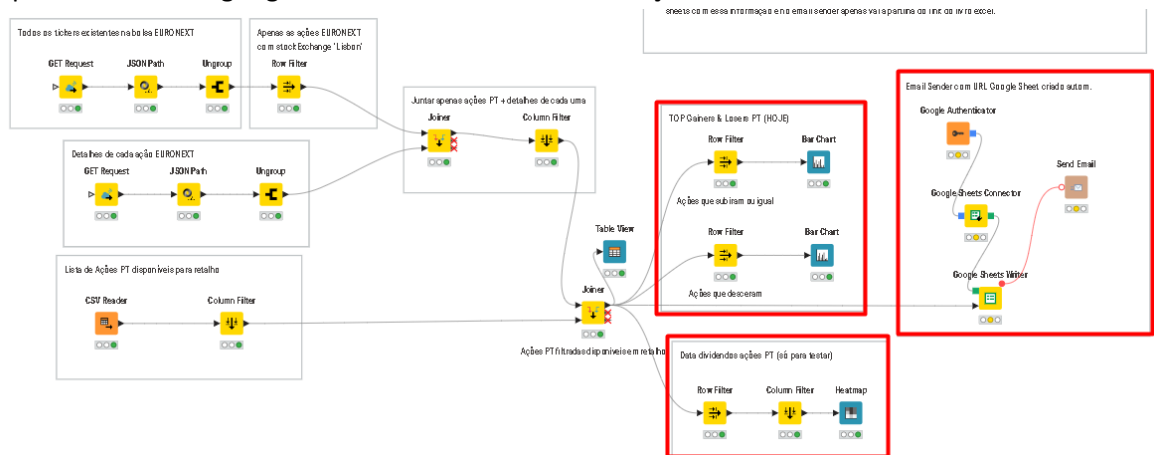 sheets com essa informação e no email sender apenas vai a partilha do link do livro excel.
Todos os tickers existentes na bolsa EURONEXT
GET Request
JSON Path
Ungroup
Apenas as ações EURONEXT
com stock Exchange 'Lisbon'
Row Filter
Detalhes de cada ação EURONEXT
GET Request
JSON Path
Ungroup
Juntar apenas ações PT + detalhes de cada uma
Joiner
Column Filter
Lista de Ações PT disponíveis para retalho
CSV Reader
Column Filter
Table View
Joiner
Ações PT filtradas disponíveis em retalho
TOP Gainers & Losers PT (HOJE)
Row Filter
Bar Chart
Ações que subiram ou igual
Row Filter
Bar Chart
Ações que desceram
Data dividendos ações PT (só para testar)
Row Filter
Column Filter
Heatmap
Email Sender com URL Google Sheet criado autom.
Google Authenticator
Send Email
Google Sheets Connector
Google Sheets Writer